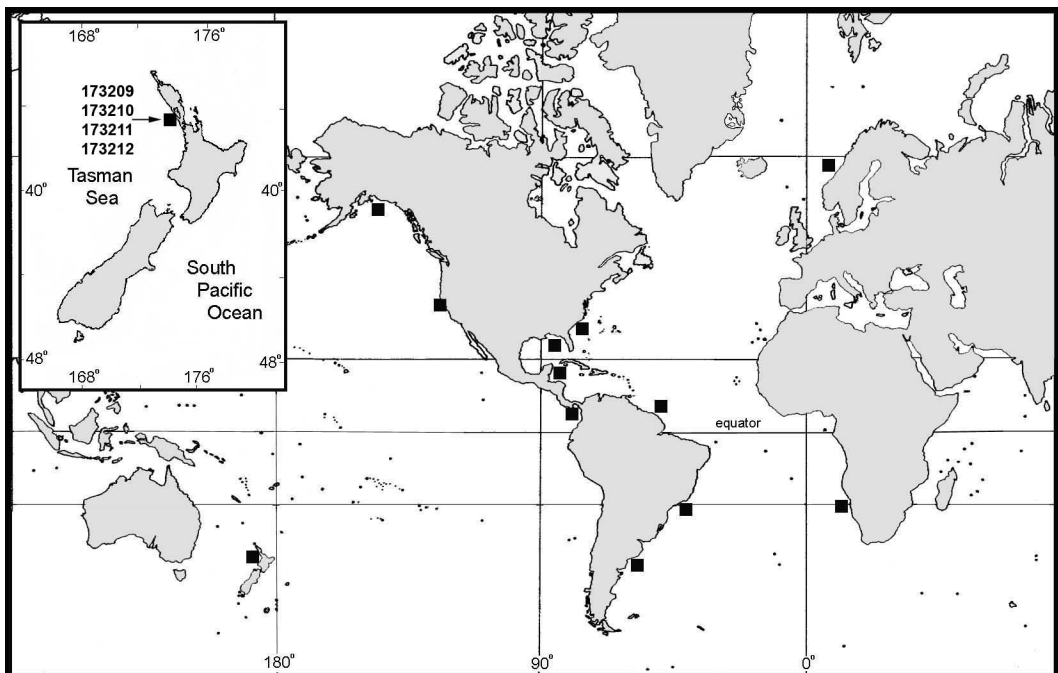 168° 176°
173209
173210
173211
173212
Tasman
Sea
40° 40°
South
Pacific
Ocean
48° 48°
168° 176°
equator
180° 90° 0°